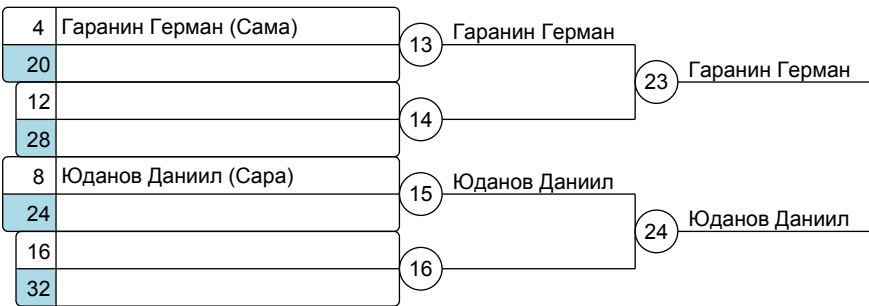 4 Гаранин Герман (Сама)
13 Гаранин Герман
20
23 Гаранин Герман
12
14
28
8 Юданов Даниил (Сара)
15 Юданов Даниил
24
24 Юданов Даниил
16
16
32